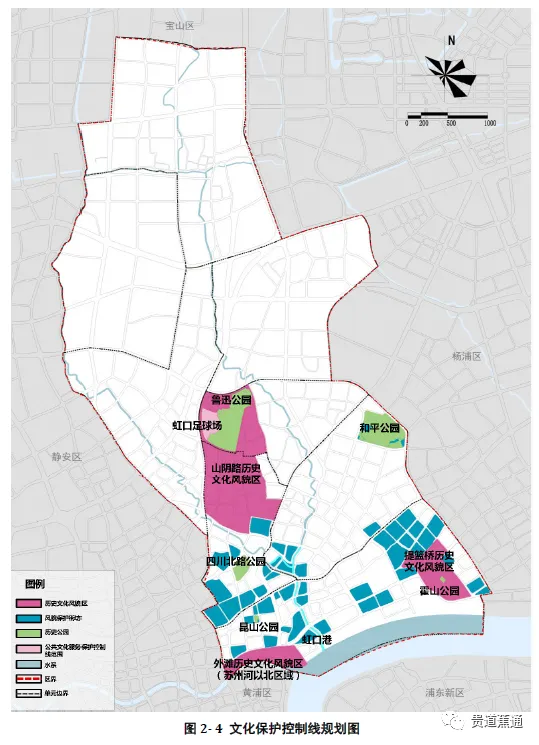 宝山区
N
0 200 500 1000
杨浦区
鲁迅公园
虹口足球场
和平公园
静安区
山阴路历史
文化风貌区
四川北路公园
提篮桥历史
文化风貌区
霍山公园
昆山公园
虹口港
外滩历史文化风貌区
(苏州河以北区域)
黄浦区
浦东新区
图例
历史文化风貌区
风貌保护街坊
历史公园
公共文化服务保护控制
线范围
水系
区界
单元边界
图 2- 4 文化保护控制线规划图
贵道蕉通